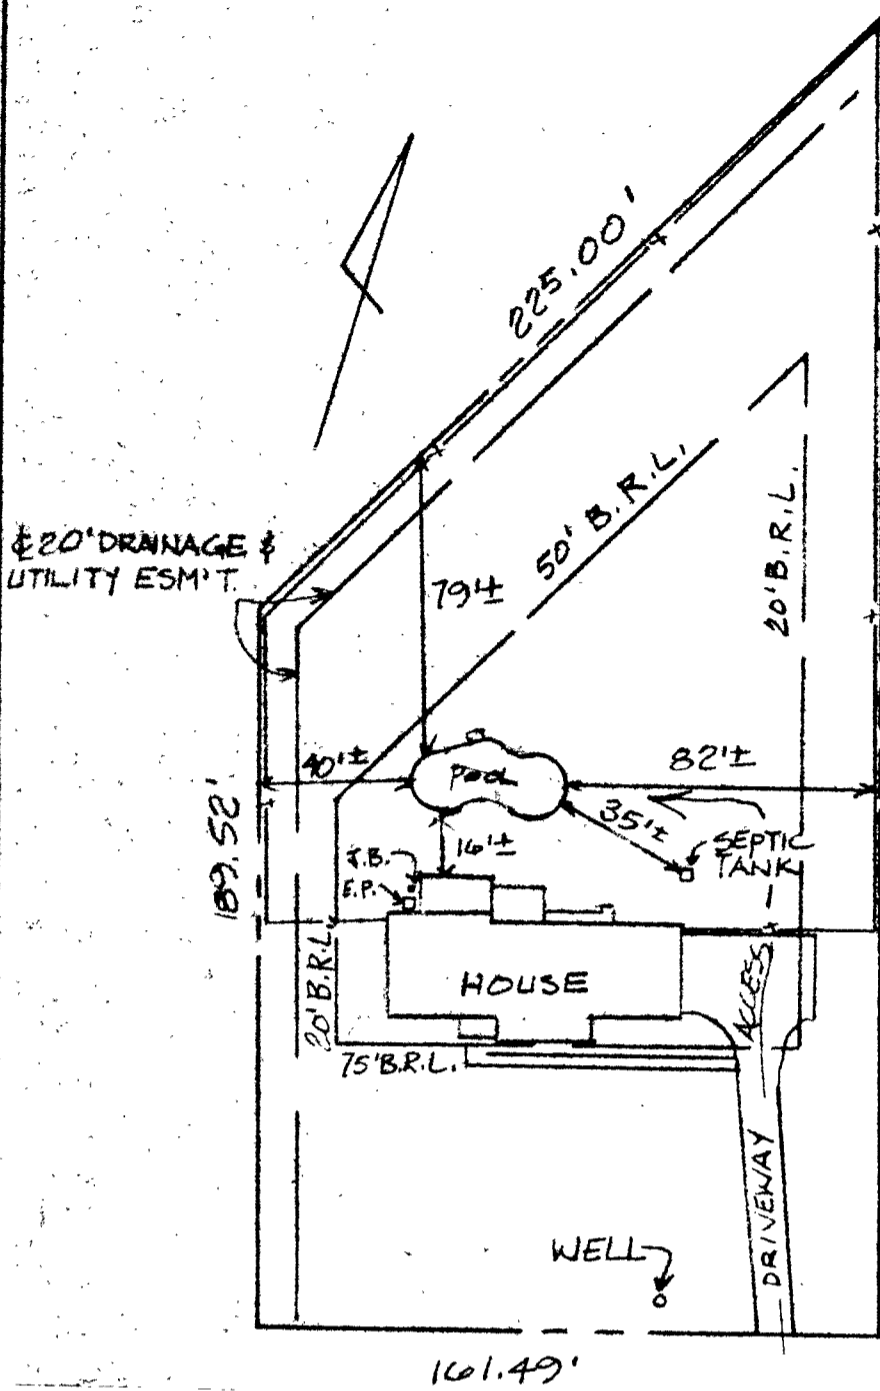 225.00'
℄ 20' DRAINAGE &
UTILITY ESM'T.
79'±
50' B.R.L.
20' B.R.L.
40'±
POOL
82'±
35'±
SEPTIC
TANK
16'±
J.B.
E.P.
189.52'
20' B.R.L.
HOUSE
ACCESS
75' B.R.L.
DRIVEWAY
WELL
161.49'